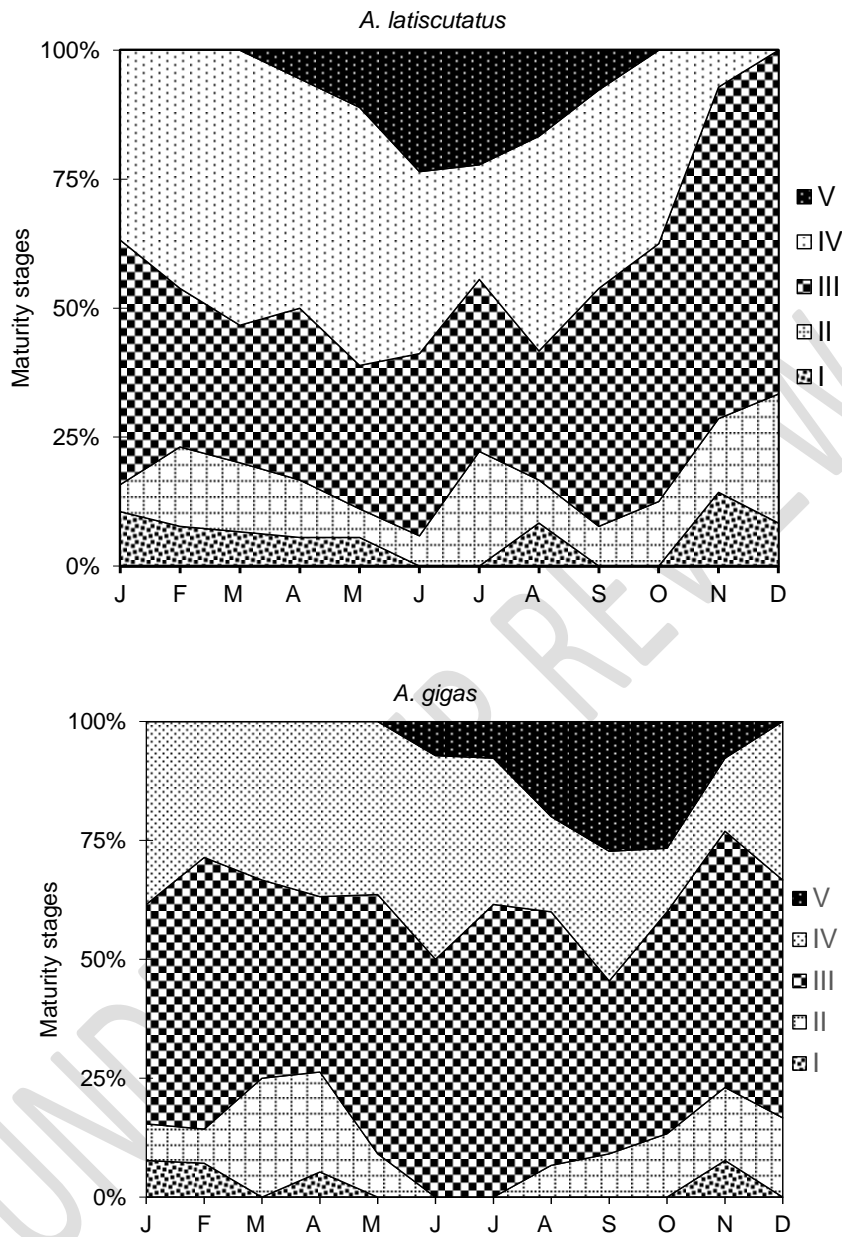 A. latiscutatus
100%
75%
50%
25%
0%
Maturity stages
J F M A M J J A S O N D
V
IV
III
II
I
A. gigas
100%
75%
50%
25%
0%
Maturity stages
J F M A M J J A S O N D
V
IV
III
II
I